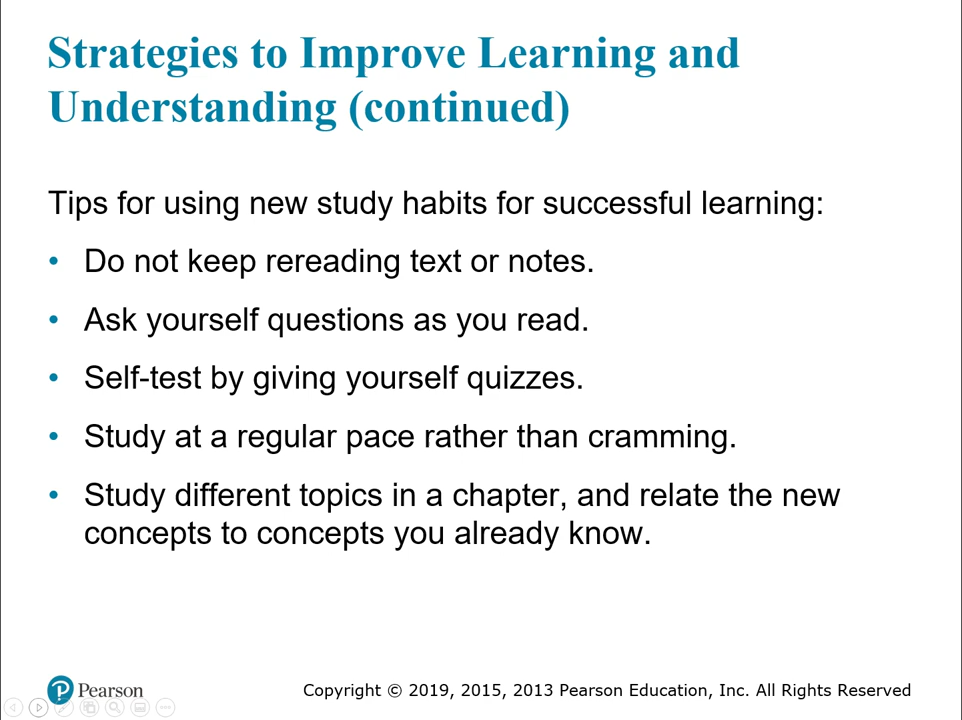 Strategies to Improve Learning and
Understanding (continued)
Tips for using new study habits for successful learning:
• Do not keep rereading text or notes.
• Ask yourself questions as you read.
• Self-test by giving yourself quizzes.
• Study at a regular pace rather than cramming.
• Study different topics in a chapter, and relate the new
concepts to concepts you already know.
Pearson
Copyright © 2019, 2015, 2013 Pearson Education, Inc. All Rights Reserved